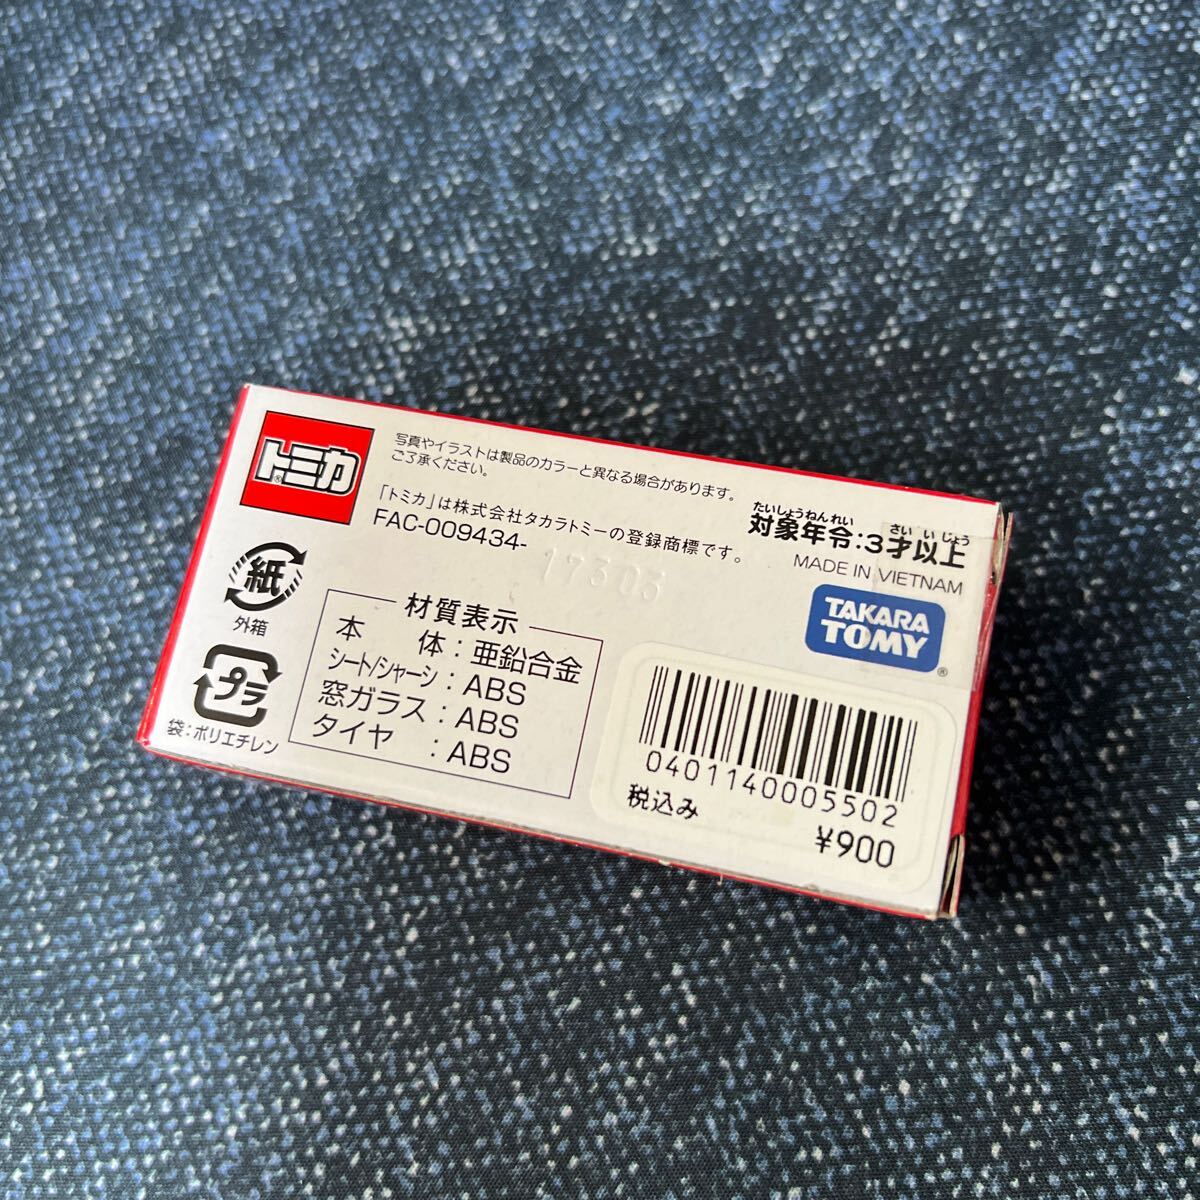 トミカ
®
写真やイラストは製品のカラーと異なる場合があります。
ご了承ください。
「トミカ」は株式会社タカラトミーの登録商標です。
FAC-009434-
17303
たいしょうねんれい さい いじょう
対象年令:3才以上
MADE IN VIETNAM
TAKARA
TOMY
®
紙
外箱
プラ
袋:ポリエチレン
材質表示
本 体:亜鉛合金
シート/シャーシ:ABS
窓ガラス:ABS
タイヤ :ABS
0401140005502
税込み
¥900